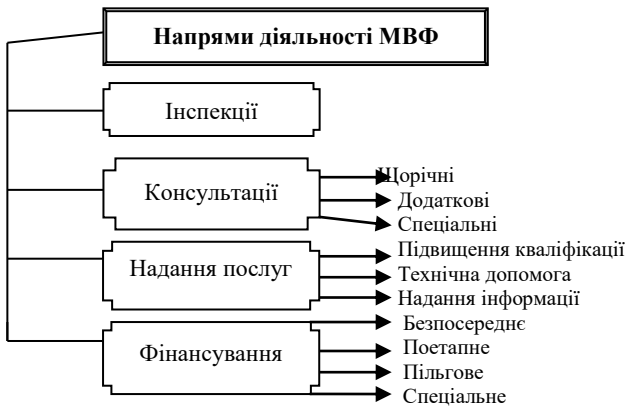 Напрями діяльності МВФ
Інспекції
Консультації
Щорічні
Додаткові
Спеціальні
Надання послуг
Підвищення кваліфікації
Технічна допомога
Надання інформації
Фінансування
Безпосереднє
Поетапне
Пільгове
Спеціальне